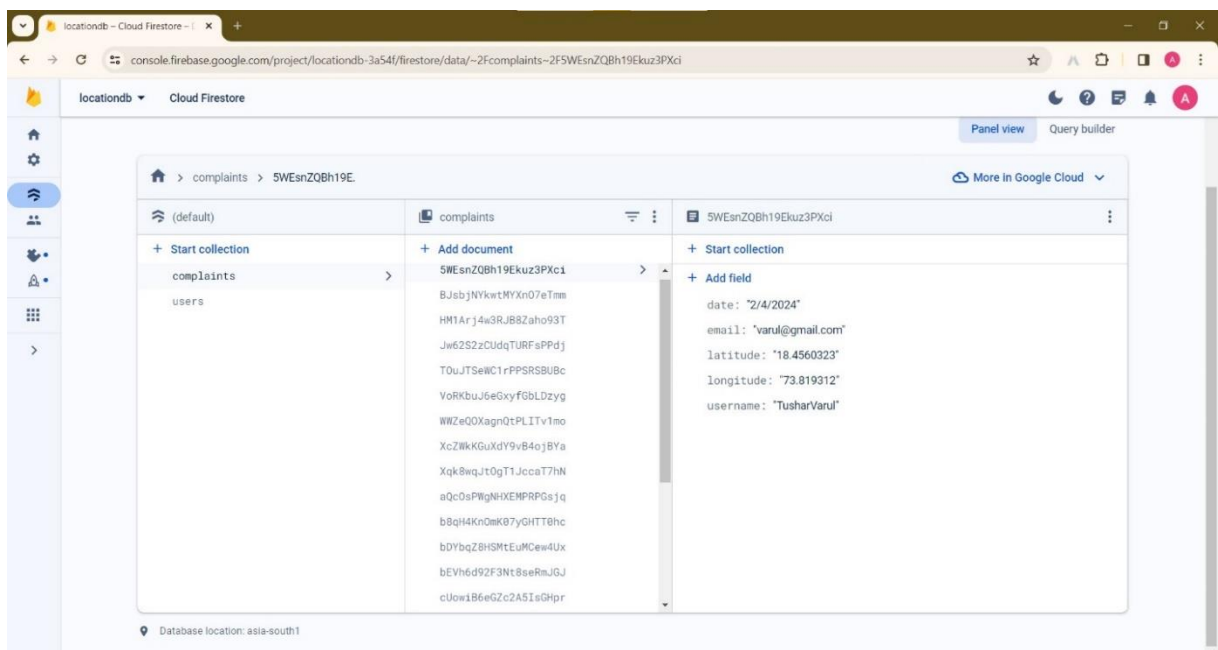 locationdb – Cloud Firestore –
console.firebase.google.com/project/locationdb-3a54f/firestore/data/~2Fcomplaints~2F5WEsnZQBh19Ekuz3PXci
A
locationdb
Cloud Firestore
A
Panel view
Query builder
complaints > 5WEsnZQBh19E.
More in Google Cloud
(default)
complaints
5WEsnZQBh19Ekuz3PXci
+ Start collection
+ Add document
+ Start collection
complaints
users
5WEsnZQBh19Ekuz3PXci
BJsbjNYkwtMYXnO7eTmm
HM1Arj4w3RJB8Zaho93T
Jw62S2zCUdqTURFsPPdj
TOuJTSeWC1rPPSRSBUBc
VoRKbuJ6eGxyfGbLDzyg
WWZeQOXagnQtPLITv1mo
XcZWkKGuXdY9vB4ojBYa
Xqk8wqJtOgT1JccaT7hN
aQcOsPWgNHXEMPRPGsjq
b8qH4KnOmK07yGHTT0hc
bDYbqZ8HSMtEuMCew4Ux
bEVh6d92F3Nt8seRmJGJ
cUowiB6eGZc2A5IsGHpr
+ Add field
date: "2/4/2024"
email: "varul@gmail.com"
latitude: "18.4560323"
longitude: "73.819312"
username: "TusharVarul"
Database location: asia-south1